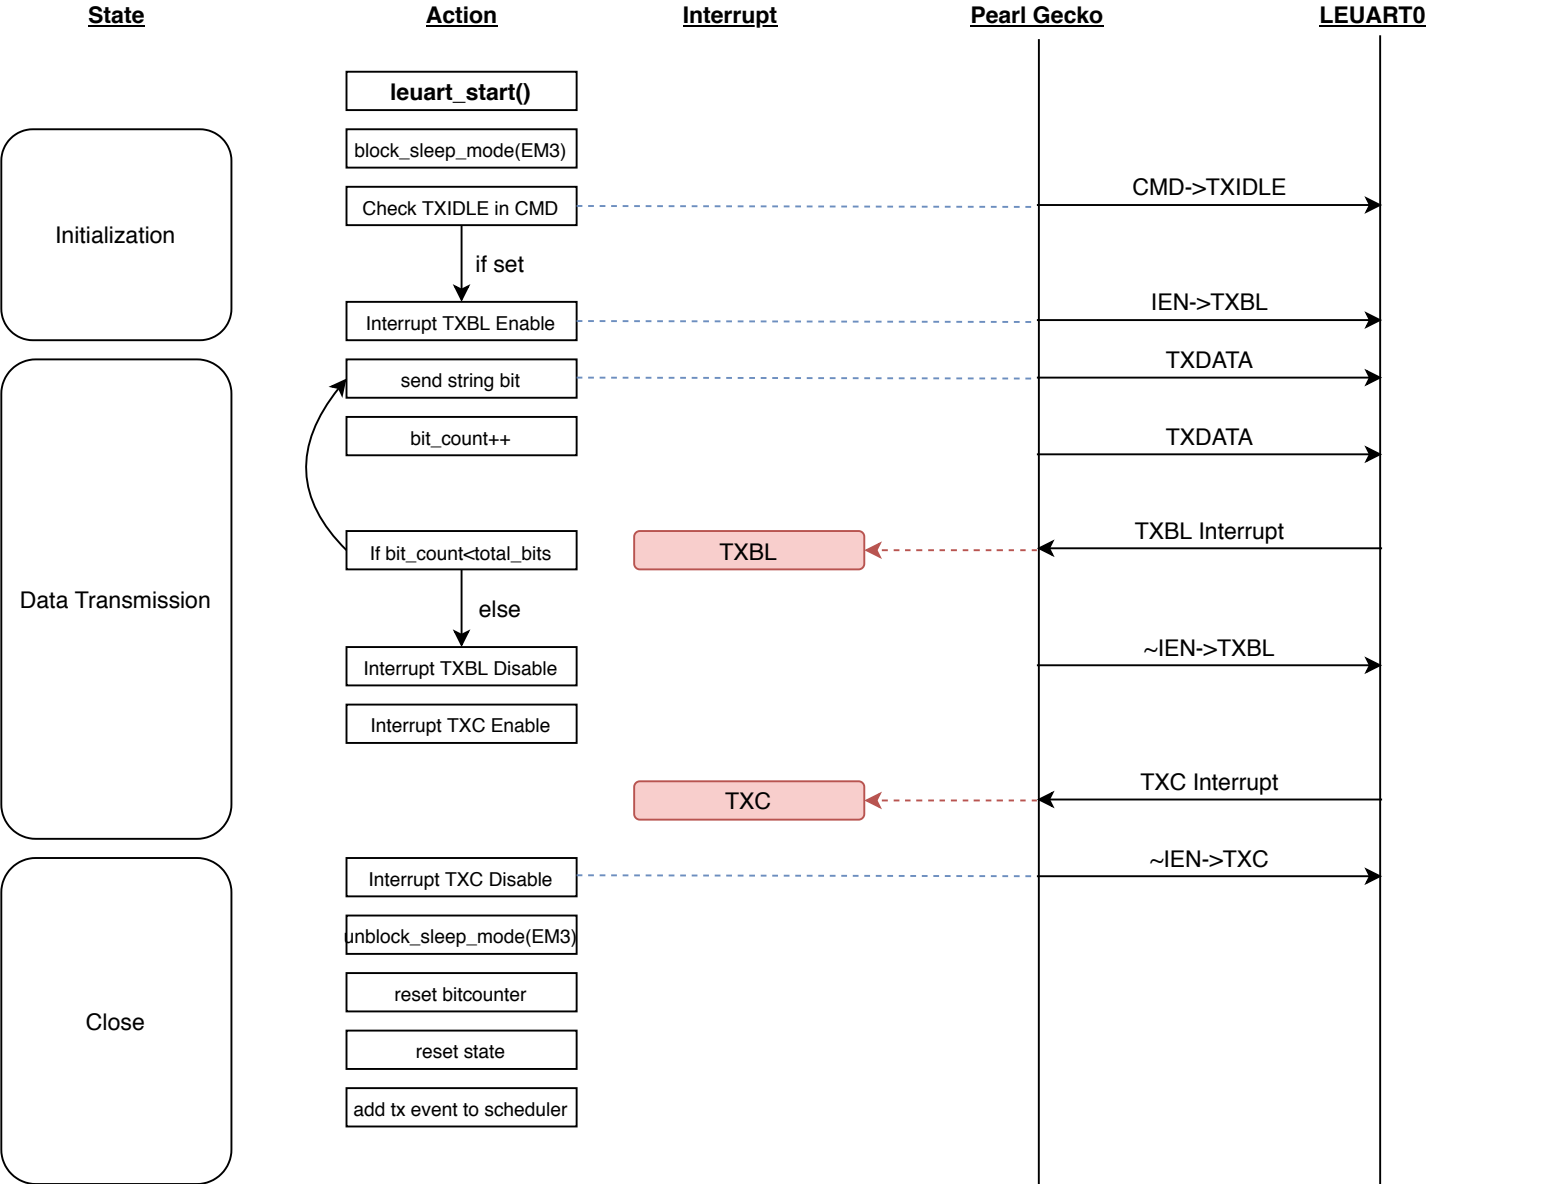 State
Action
Interrupt
Pearl Gecko
LEUART0
leuart_start()
block_sleep_mode(EM3)
Check TXIDLE in CMD
CMD->TXIDLE
Initialization
if set
Interrupt TXBL Enable
IEN->TXBL
send string bit
TXDATA
bit_count++
TXDATA
If bit_count<total_bits
TXBL
TXBL Interrupt
Data Transmission
else
Interrupt TXBL Disable
~IEN->TXBL
Interrupt TXC Enable
TXC
TXC Interrupt
Interrupt TXC Disable
~IEN->TXC
unblock_sleep_mode(EM3)
reset bitcounter
Close
reset state
add tx event to scheduler